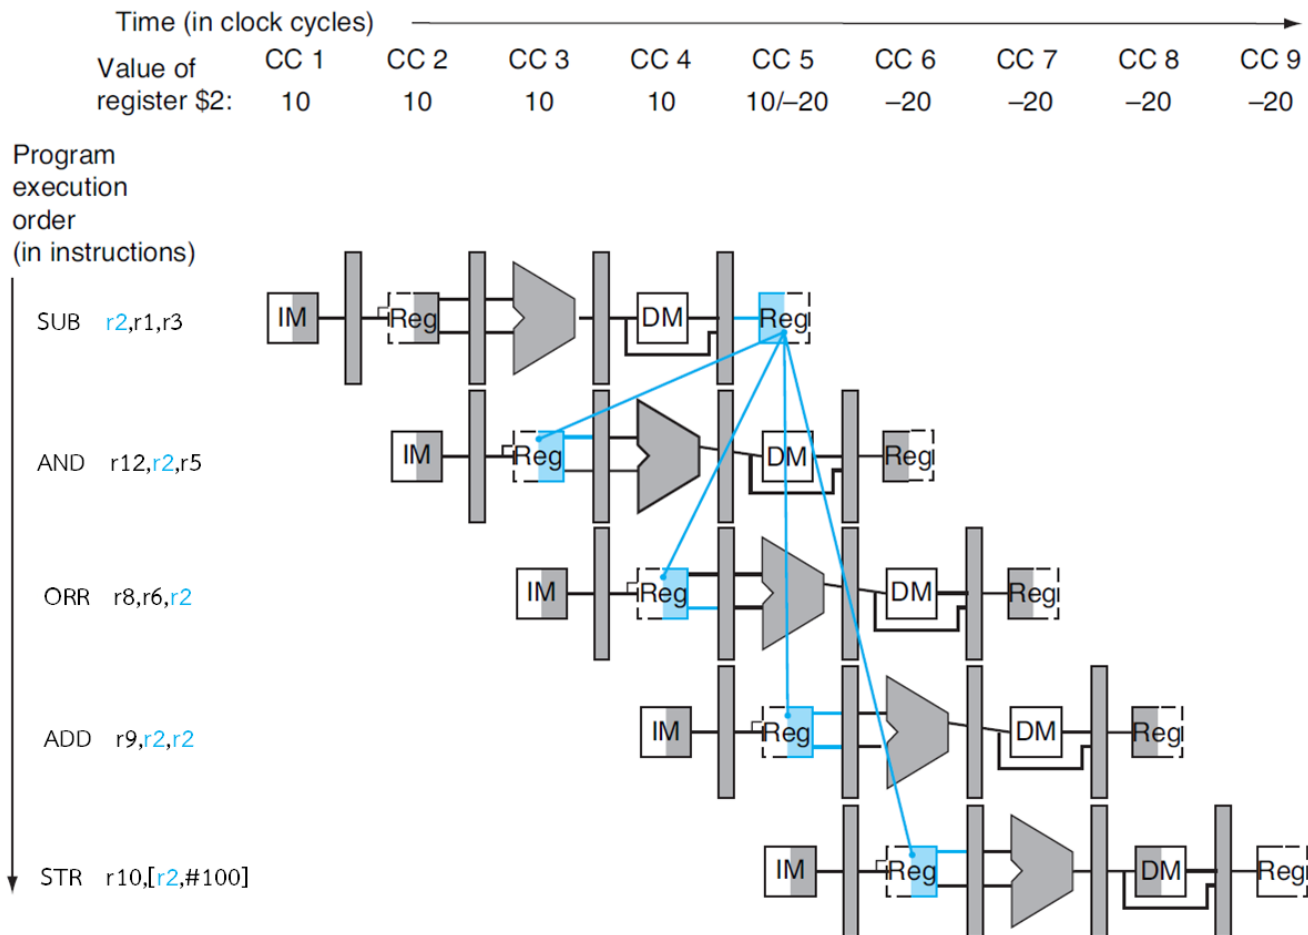 Time (in clock cycles)
CC 1 CC 2 CC 3 CC 4 CC 5 CC 6 CC 7 CC 8 CC 9
Value of
register $2: 10 10 10 10 10/–20 –20 –20 –20 –20
Program
execution
order
(in instructions)
SUB r2,r1,r3 IM Reg DM Reg
AND r12,r2,r5 IM Reg DM Reg
ORR r8,r6,r2 IM Reg DM Reg
ADD r9,r2,r2 IM Reg DM Reg
STR r10,[r2,#100] IM Reg DM Reg